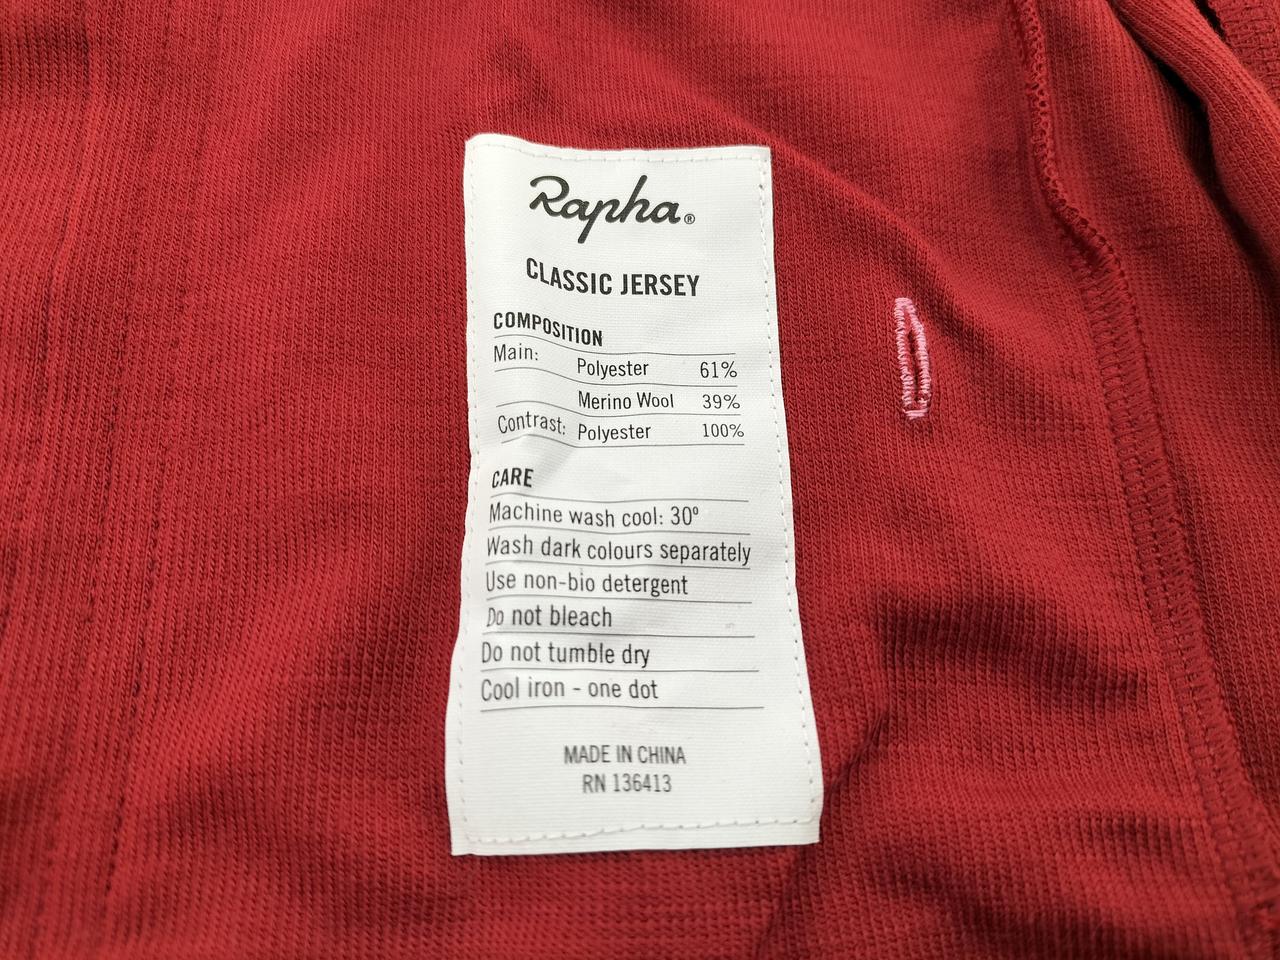 Rapha®
CLASSIC JERSEY
COMPOSITION
Main: Polyester 61%
Merino Wool 39%
Contrast: Polyester 100%
CARE
Machine wash cool: 30º
Wash dark colours separately
Use non-bio detergent
Do not bleach
Do not tumble dry
Cool iron - one dot
MADE IN CHINA
RN 136413